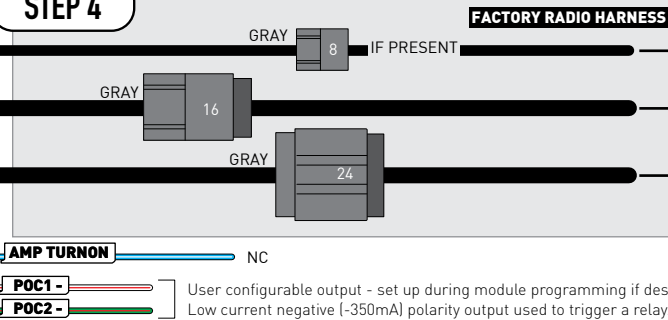 STEP 4
FACTORY RADIO HARNESS
GRAY
8
IF PRESENT
GRAY
16
GRAY
24
AMP TURNON
NC
POC1 -
User configurable output - set up during module programming if des
POC2 -
Low current negative (-350mA) polarity output used to trigger a relay